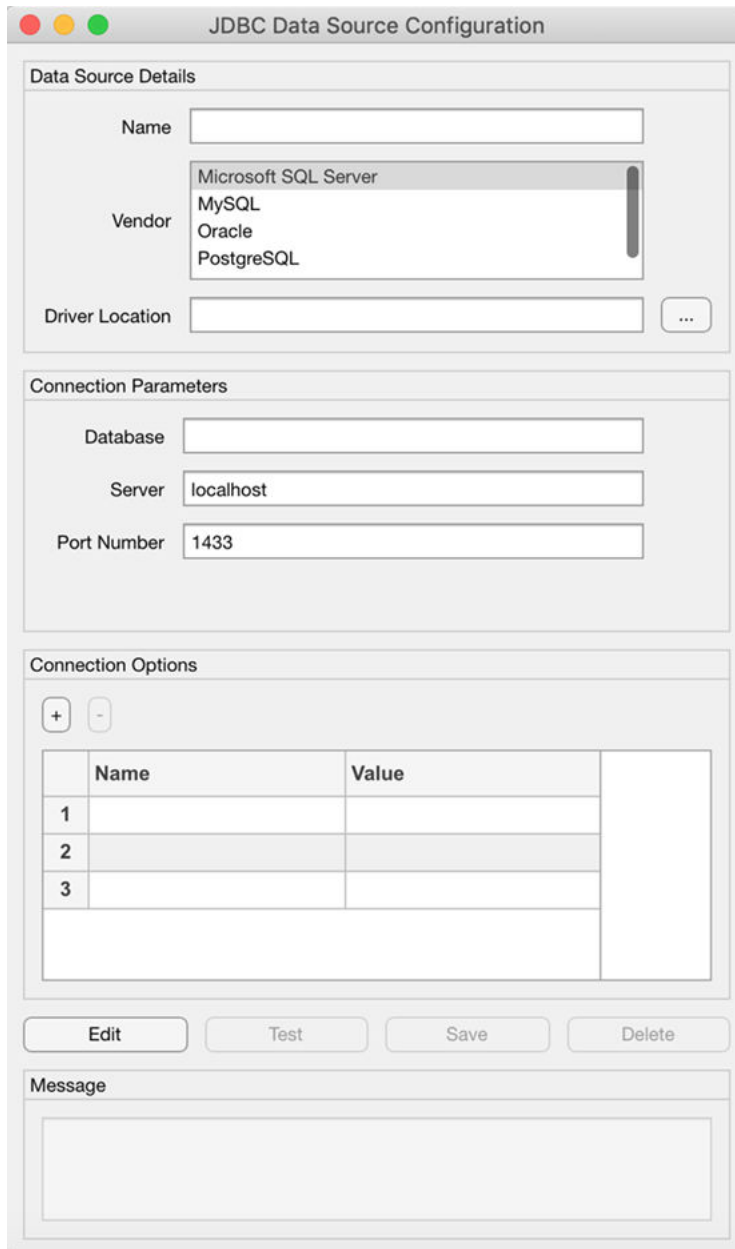 JDBC Data Source Configuration
Data Source Details
Name
Vendor
Microsoft SQL Server
MySQL
Oracle
PostgreSQL
Driver Location
...
Connection Parameters
Database
Server
localhost
Port Number
1433
Connection Options
+
-
Name Value
1
2
3
Edit Test Save Delete
Message